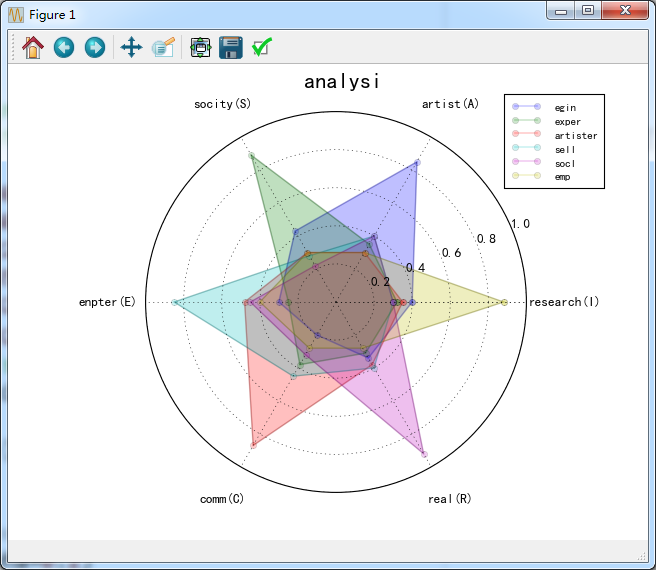 Figure 1
analysi
socity(S)
artist(A)
egin
exper
artister
sell
socl
emp
1.0
0.8
0.6
0.4
0.2
enpter(E)
research(I)
comm(C)
real(R)